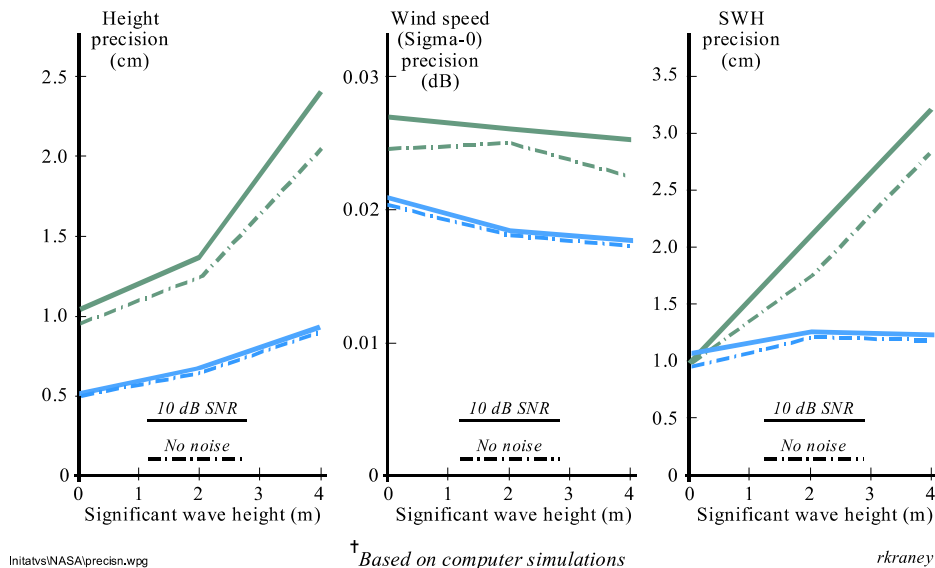 Height
precision
(cm)
2.5
2.0
1.5
1.0
0.5
0
10 dB SNR
No noise
0 1 2 3 4
Significant wave height (m)
Wind speed
(Sigma-0)
precision
(dB)
0.03
0.02
0.01
0
10 dB SNR
No noise
0 1 2 3 4
Significant wave height (m)
SWH
precision
(cm)
3.5
3.0
2.5
2.0
1.5
1.0
0.5
0
10 dB SNR
No noise
0 1 2 3 4
Significant wave height (m)
Initatvs\NASA\precisn.wpg
†Based on computer simulations
rkraney